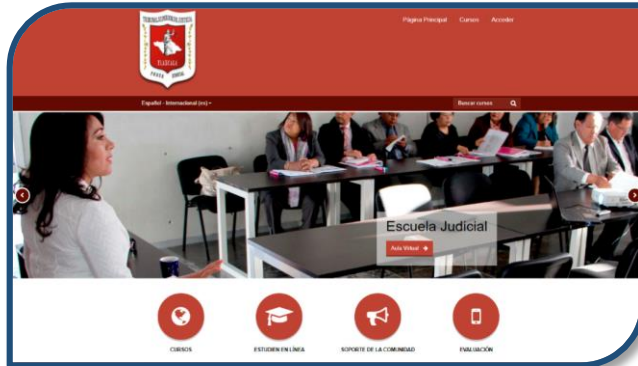 TLAXCALA
Página Principal Cursos Acceder
Español - Internacional (es)
Buscar cursos
Escuela Judicial
Aula Virtual
CURSOS
ESTUDIEN EN LÍNEA
SOPORTE DE LA COMUNIDAD
EVALUACIÓN